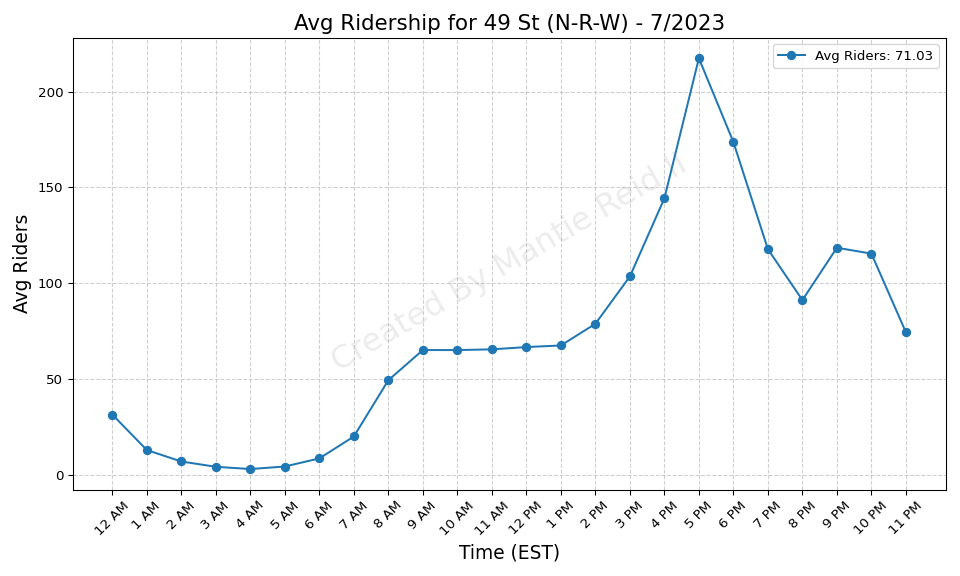 Avg Ridership for 49 St (N-R-W) - 7/2023
Avg Riders: 71.03
Avg Riders
200
150
100
50
0
Created By Mantle Reid II
12 AM
1 AM
2 AM
3 AM
4 AM
5 AM
6 AM
7 AM
8 AM
9 AM
10 AM
11 AM
12 PM
1 PM
2 PM
3 PM
4 PM
5 PM
6 PM
7 PM
8 PM
9 PM
10 PM
11 PM
Time (EST)